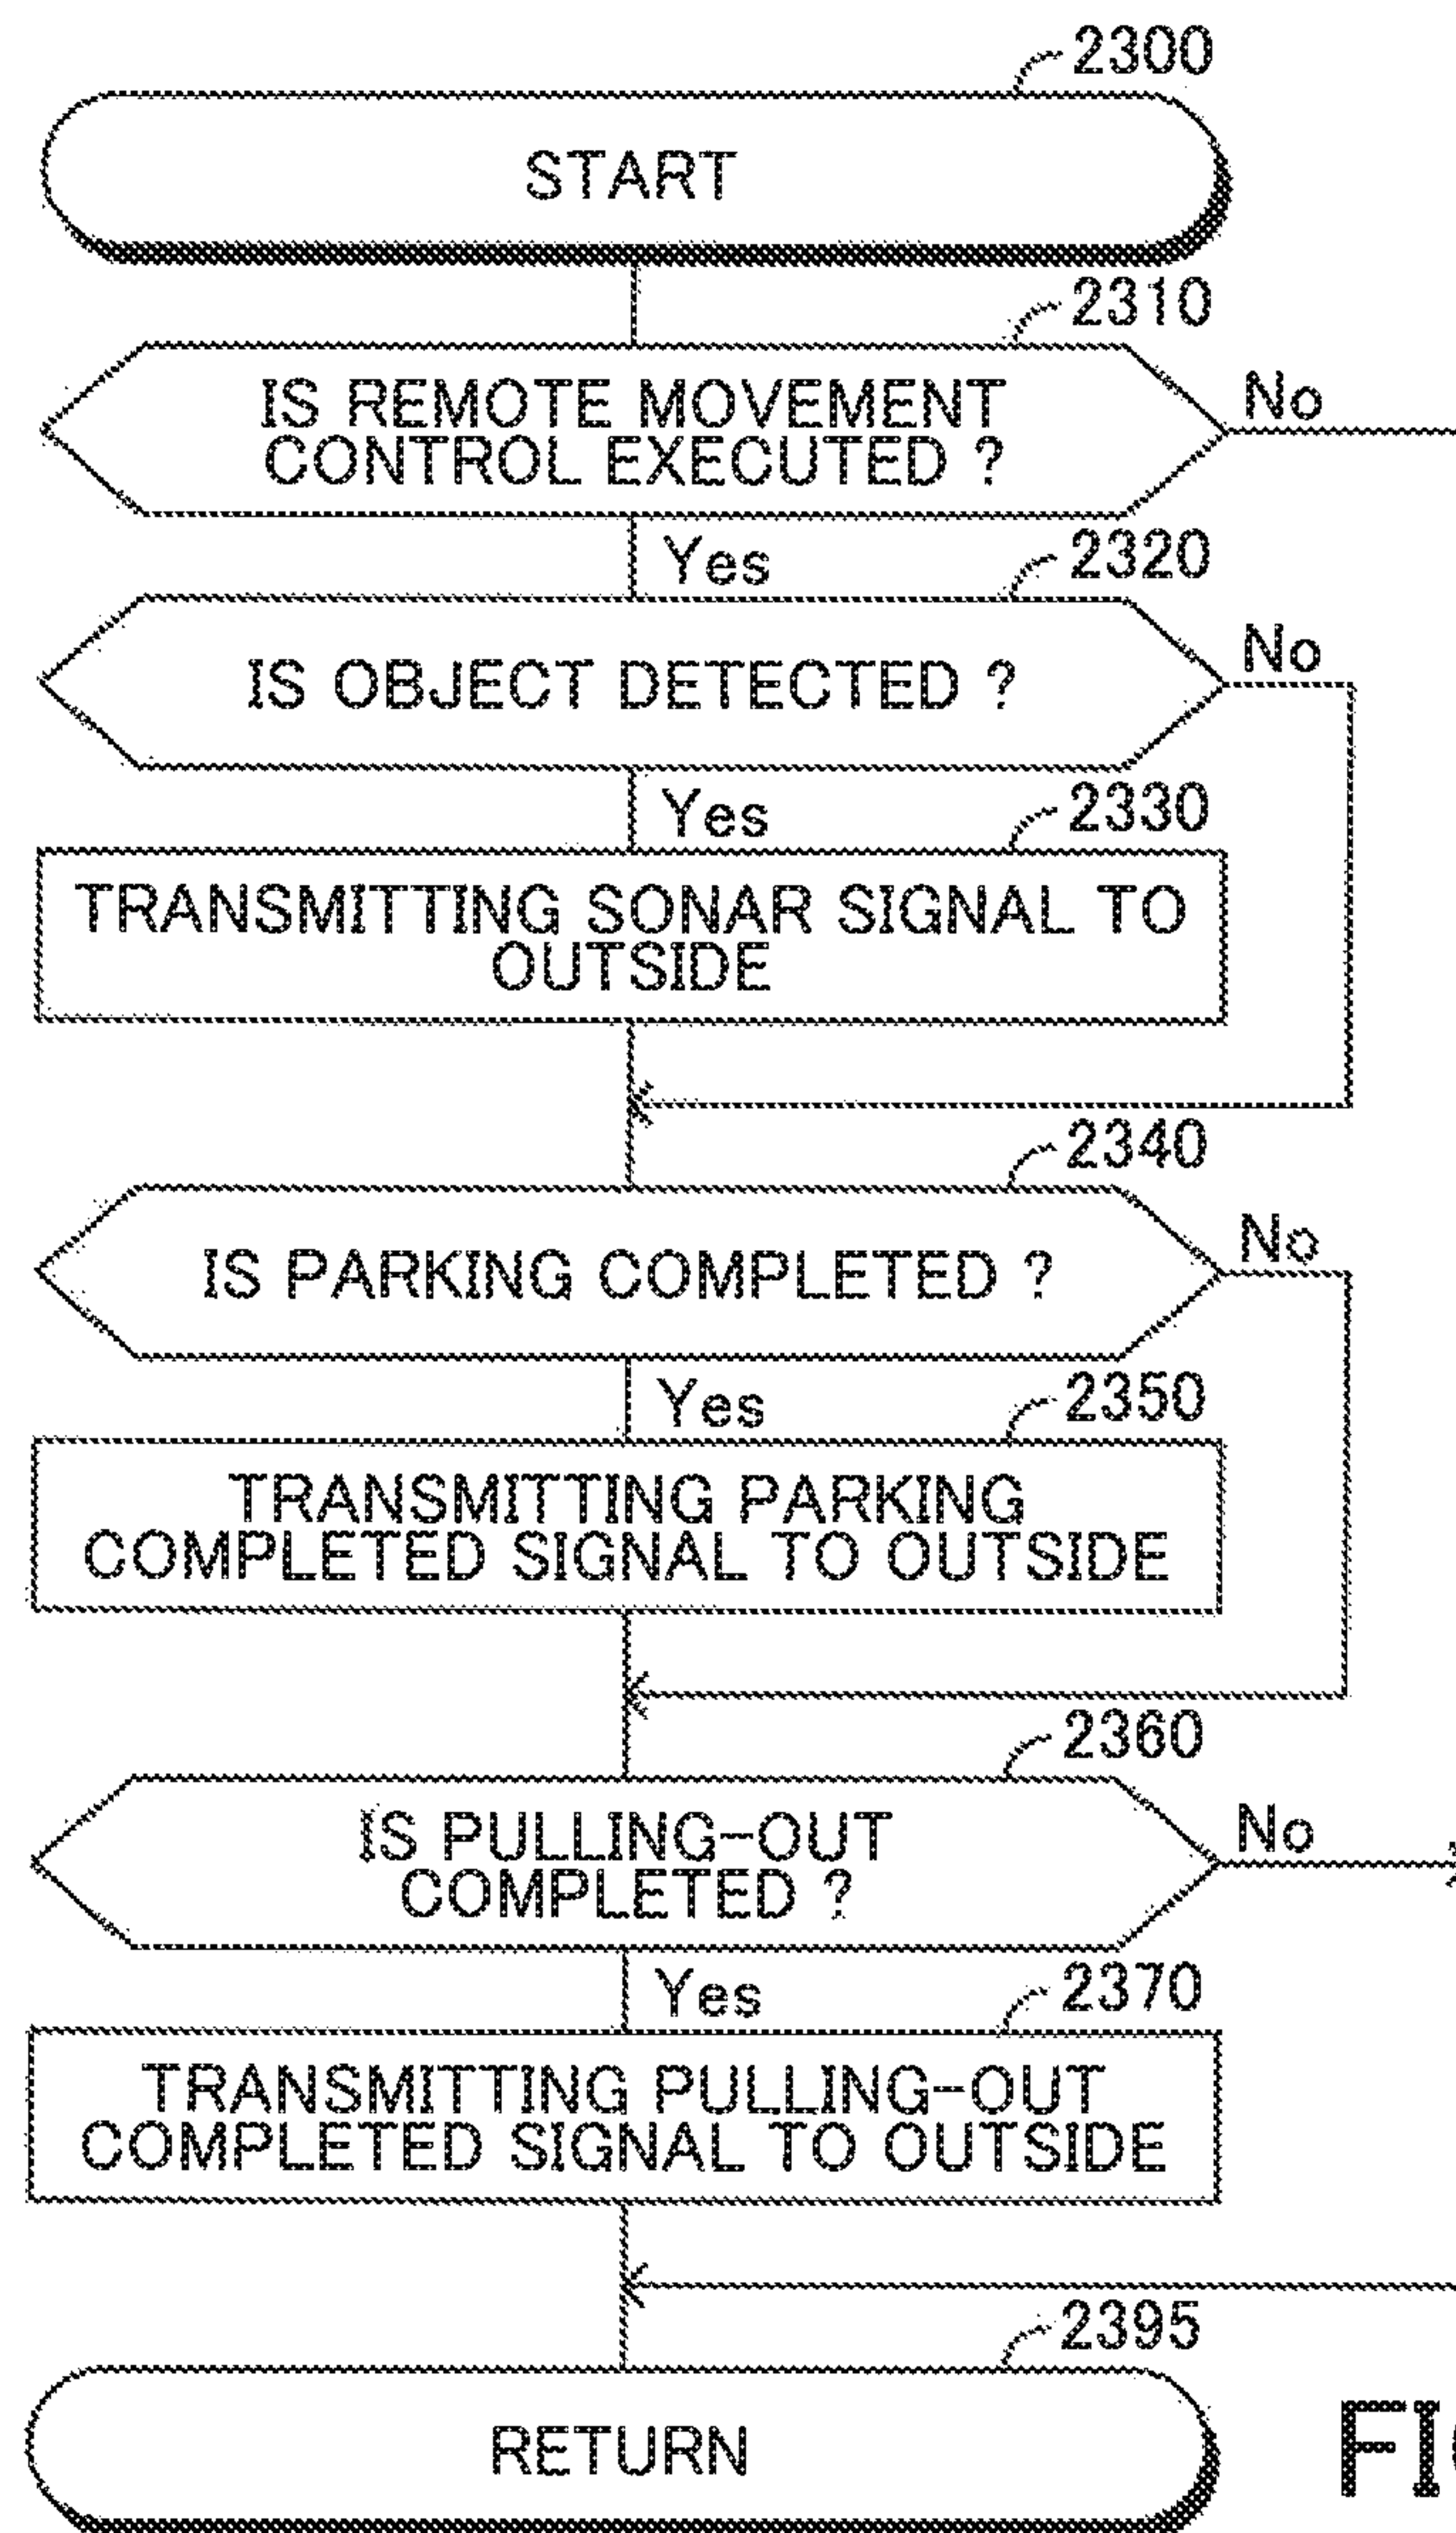 2300
START
2310
IS REMOTE MOVEMENT
CONTROL EXECUTED ?
No
Yes
2320
IS OBJECT DETECTED ?
No
Yes
2330
TRANSMITTING SONAR SIGNAL TO
OUTSIDE
2340
IS PARKING COMPLETED ?
No
Yes
2350
TRANSMITTING PARKING
COMPLETED SIGNAL TO OUTSIDE
2360
IS PULLING-OUT
COMPLETED ?
No
Yes
2370
TRANSMITTING PULLING-OUT
COMPLETED SIGNAL TO OUTSIDE
2395
RETURN